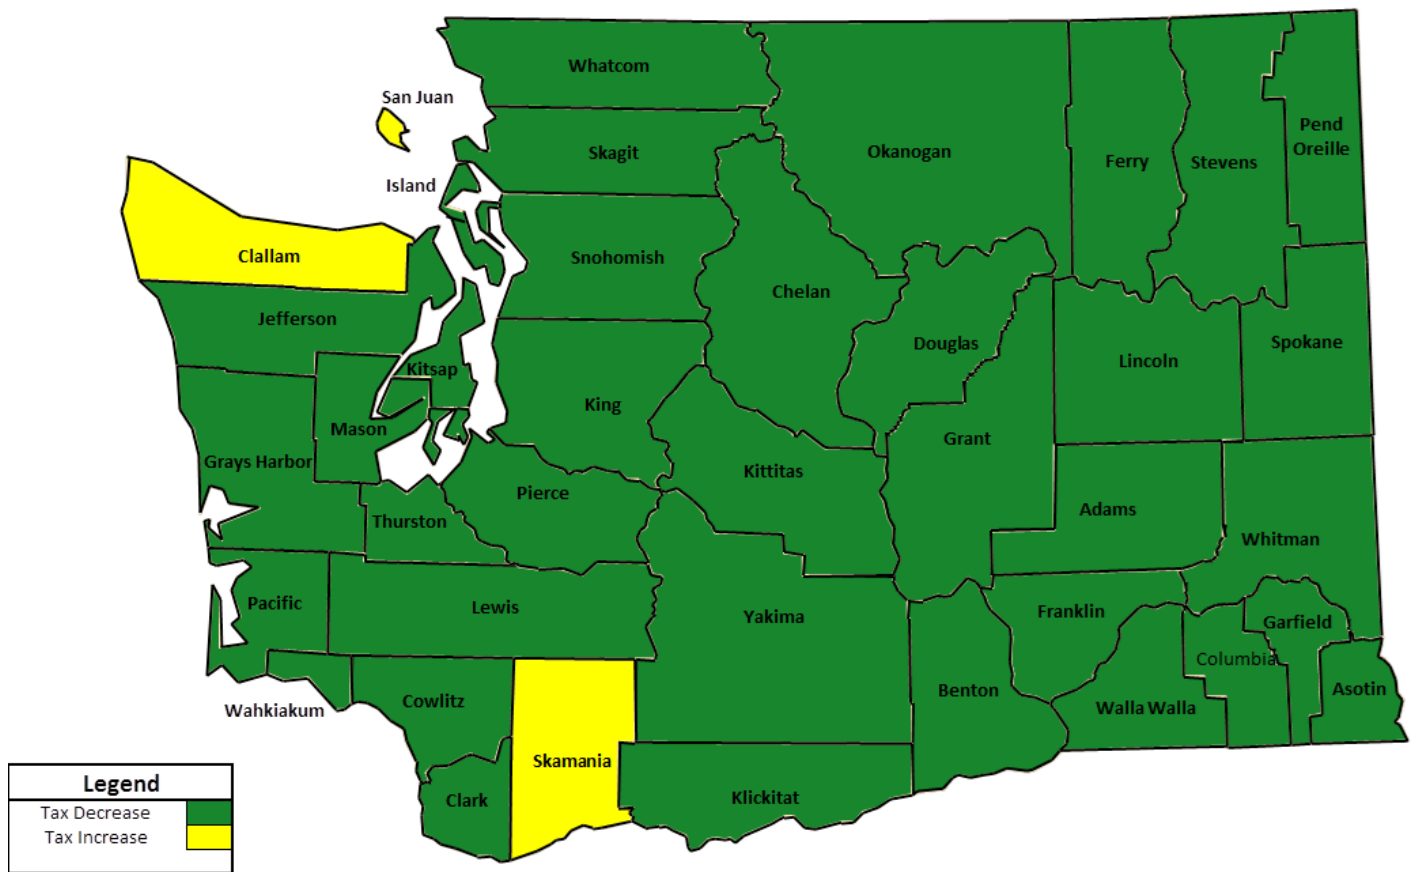 Whatcom
San Juan
Pend
Oreille
Skagit
Okanogan
Ferry
Stevens
Island
Clallam
Snohomish
Chelan
Jefferson
Douglas
Spokane
Lincoln
Kitsap
King
Mason
Grant
Grays Harbor
Kittitas
Pierce
Adams
Thurston
Whitman
Pacific
Lewis
Yakima
Franklin
Garfield
Columbia
Cowlitz
Benton
Asotin
Wahkiakum
Walla Walla
Skamania
Clark
Klickitat
Legend
Tax Decrease
Tax Increase